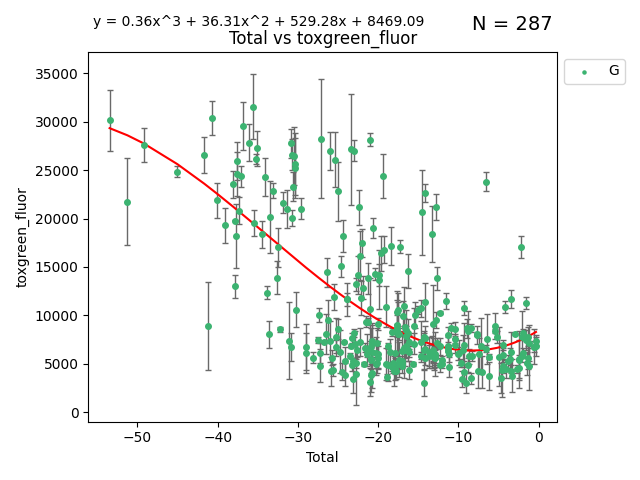 y = 0.36x^3 + 36.31x^2 + 529.28x + 8469.09
N = 287
Total vs toxgreen_fluor
G
35000
30000
25000
20000
15000
10000
5000
0
toxgreen_fluor
−50 −40 −30 −20 −10 0
Total